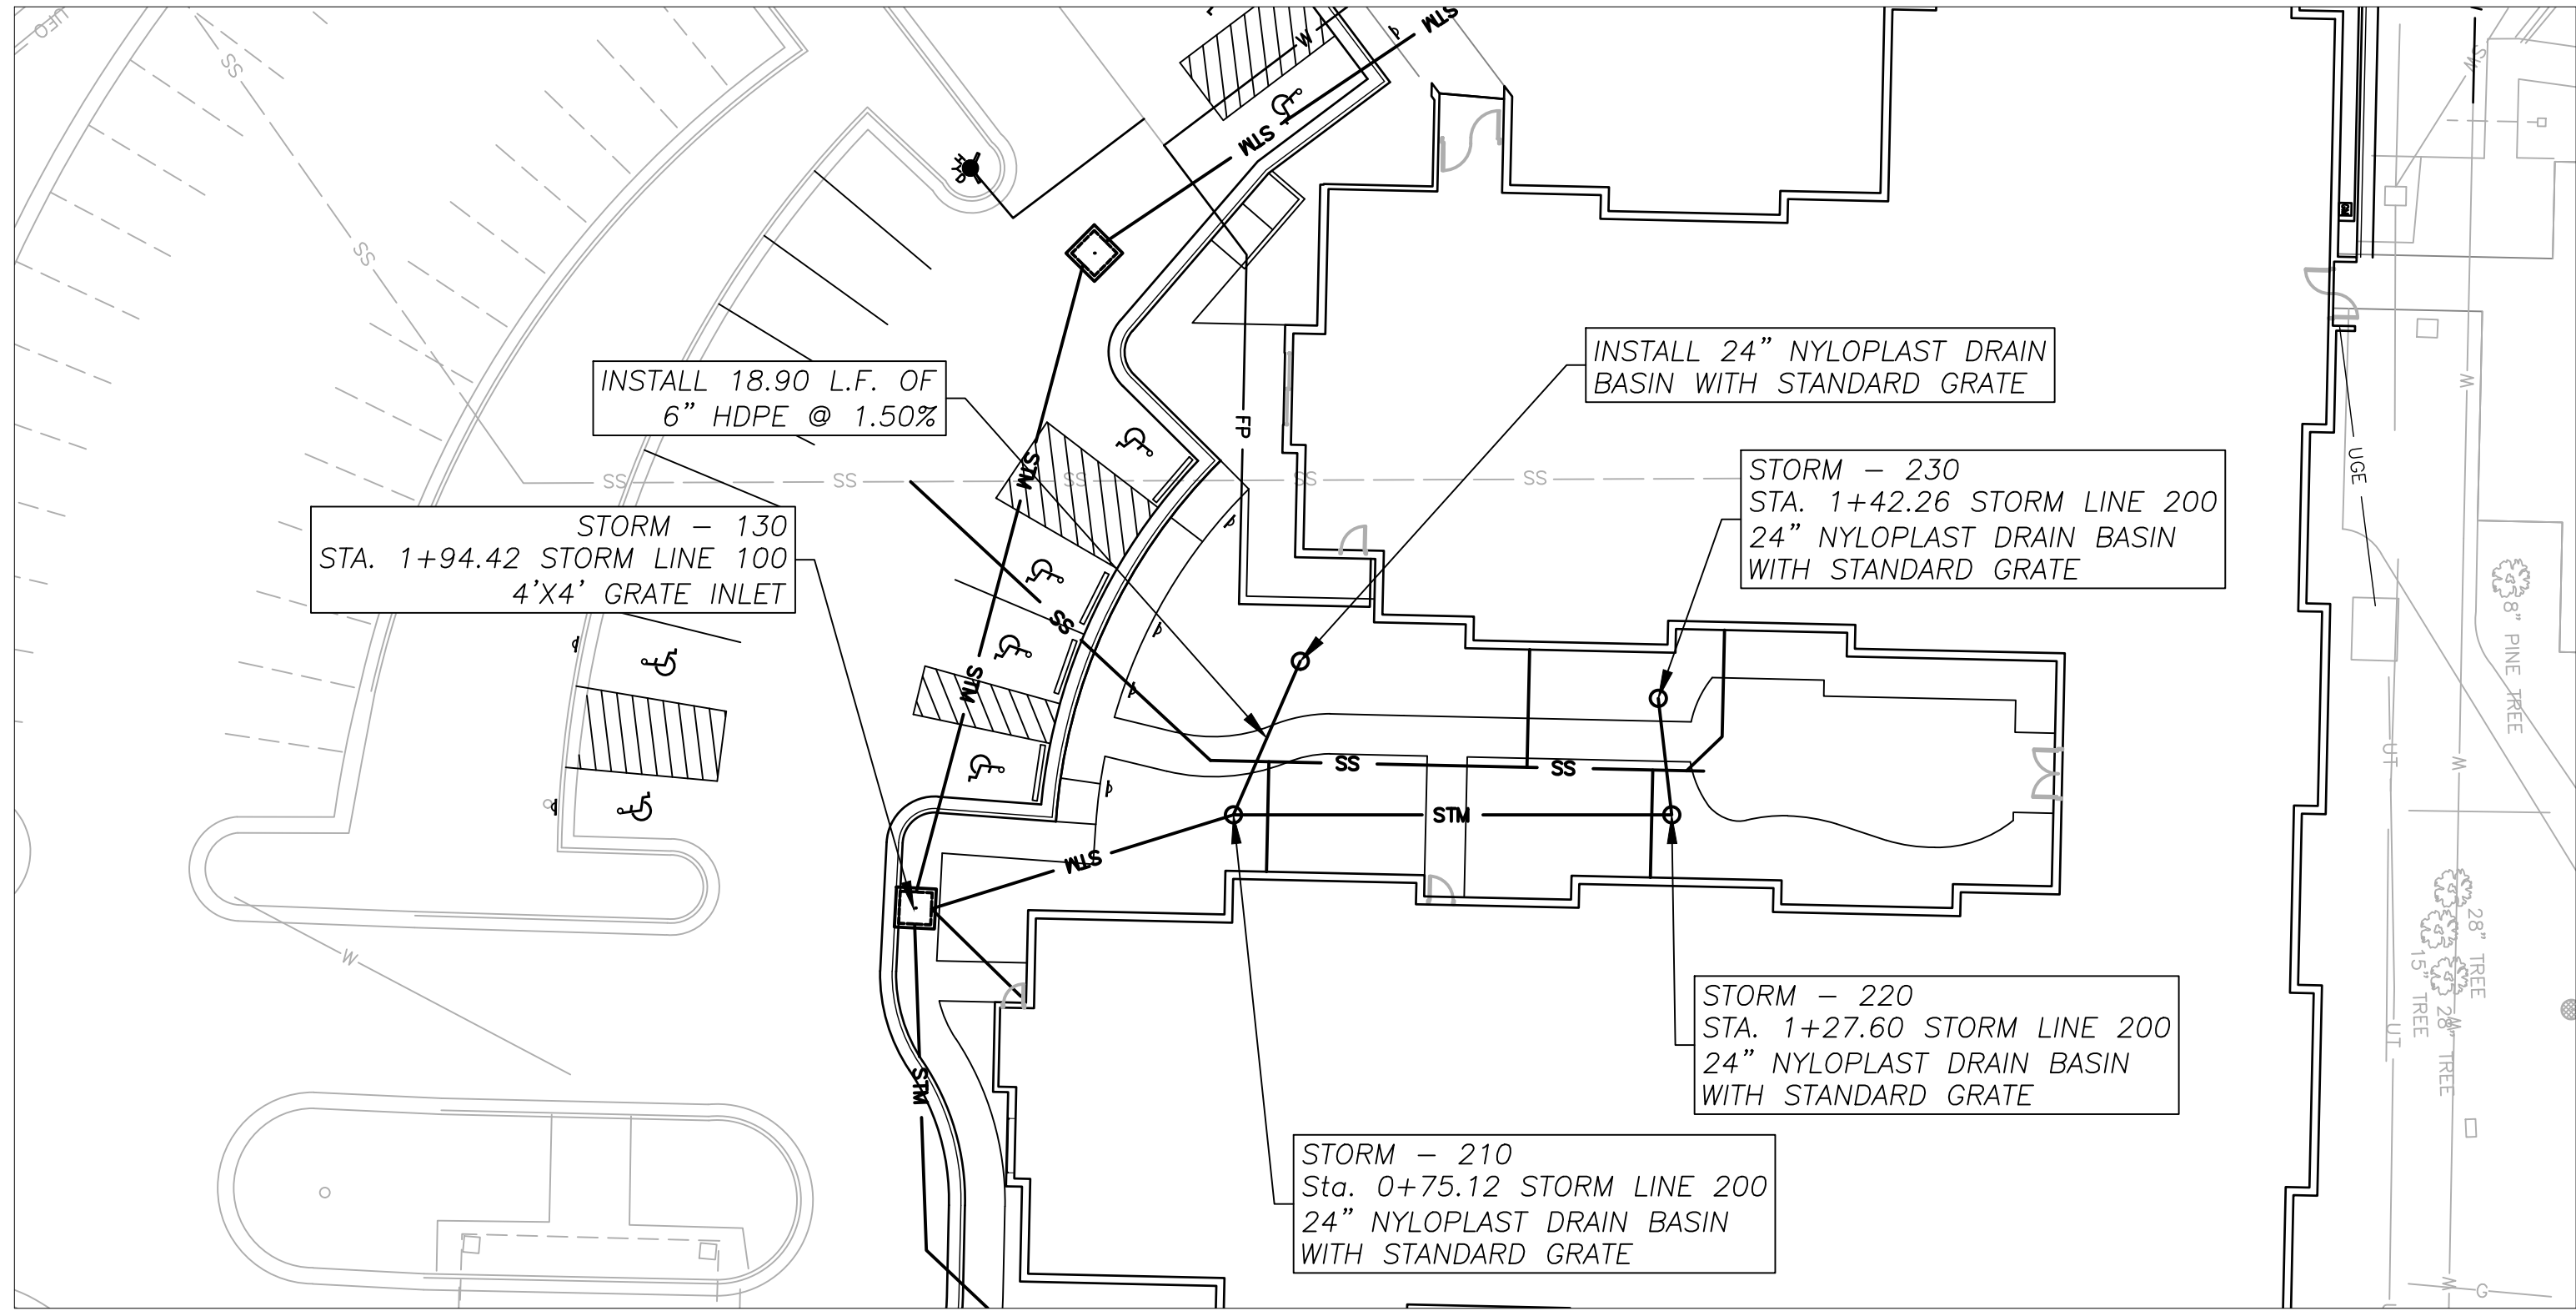 UFO
SS
SS
STM
W
STM
HYD
SW
GM
INSTALL 18.90 L.F. OF
6” HDPE @ 1.50%
INSTALL 24” NYLOPLAST DRAIN
BASIN WITH STANDARD GRATE
FP
W
UGE
STM
SS
SS
SS
SS
SS
STORM – 230
STA. 1+42.26 STORM LINE 200
24” NYLOPLAST DRAIN BASIN
WITH STANDARD GRATE
STORM – 130
STA. 1+94.42 STORM LINE 100
4’X4’ GRATE INLET
SS
STM
8” PINE TREE
UT
W
SS
SS
STM
STM
W
28” TREE
15” TREE
28” TREE
W
UT
STORM – 220
STA. 1+27.60 STORM LINE 200
24” NYLOPLAST DRAIN BASIN
WITH STANDARD GRATE
STM
STORM – 210
Sta. 0+75.12 STORM LINE 200
24” NYLOPLAST DRAIN BASIN
WITH STANDARD GRATE
W
G